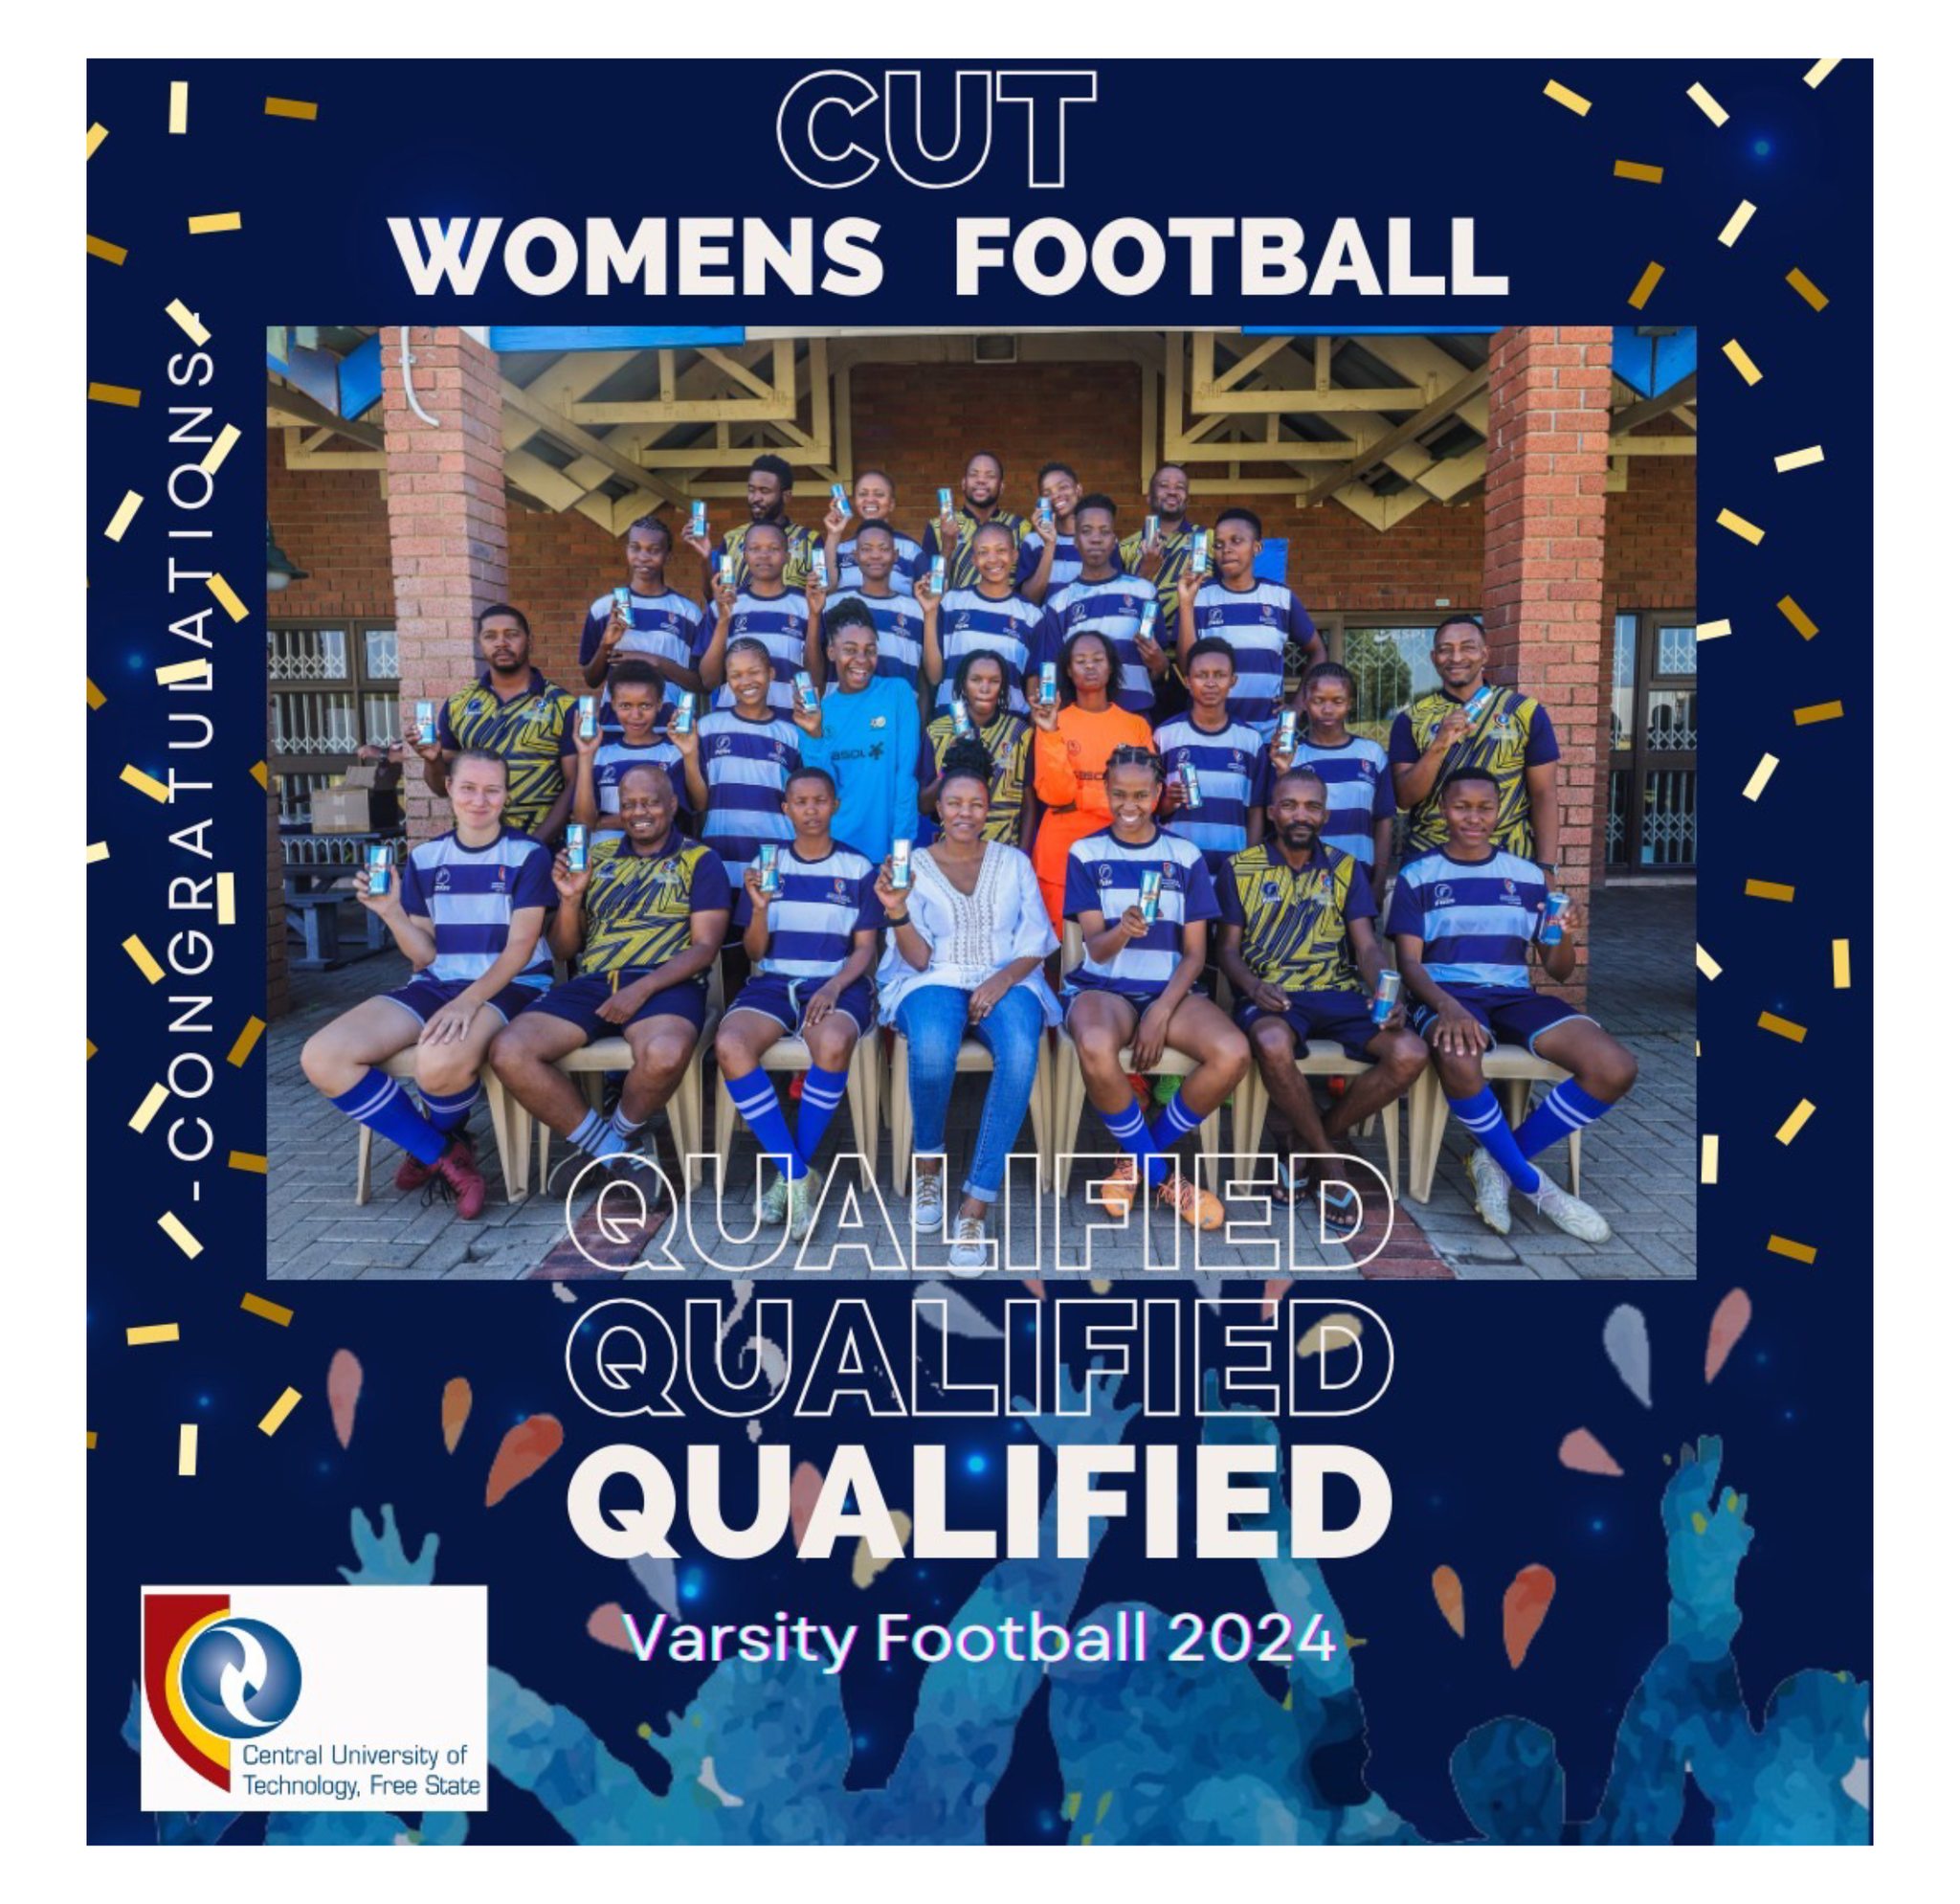 CUT
WOMENS FOOTBALL
- CONGRATULATIONS -
QUALIFIED
QUALIFIED
QUALIFIED
Varsity Football 2024
Central University of
Technology, Free State